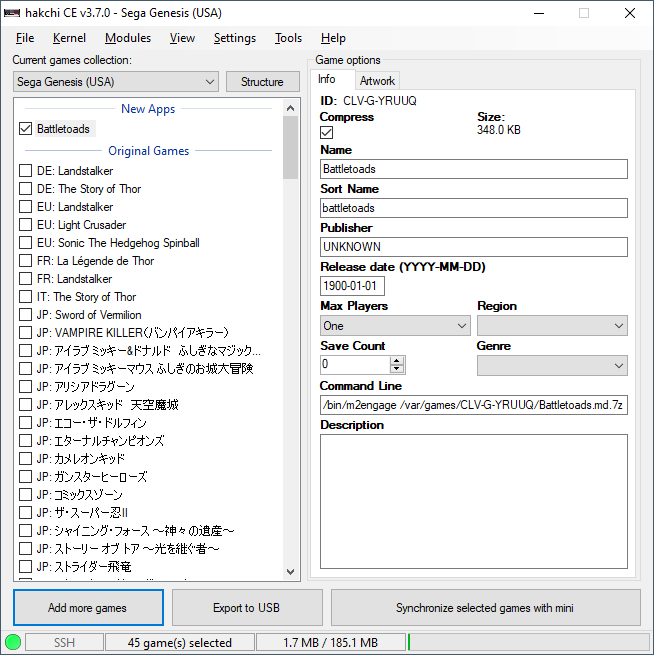 hakchi CE v3.7.0 - Sega Genesis (USA)
File Kernel Modules View Settings Tools Help
Current games collection:
Sega Genesis (USA)
Structure
New Apps
Battletoads
Original Games
DE: Landstalker
DE: The Story of Thor
EU: Landstalker
EU: Light Crusader
EU: Sonic The Hedgehog Spinball
FR: La Légende de Thor
FR: Landstalker
IT: The Story of Thor
JP: Sword of Vermilion
JP: VAMPIRE KILLER(バンパイアキラー)
JP: アイラブ ミッキー&ドナルド ふしぎなマジック...
JP: アイラブ ミッキーマウス ふしぎのお城大冒険
JP: アリシアドラグーン
JP: アレックスキッド 天空魔城
JP: エコー・ザ・ドルフィン
JP: エターナルチャンピオンズ
JP: カメレオンキッド
JP: ガンスターヒーローズ
JP: コミックスゾーン
JP: ザ・スーパー忍II
JP: シャイニング・フォース ～神々の遺産～
JP: ストーリー オブ トア ～光を継ぐ者～
JP: ストライダー飛竜
Game options
Info Artwork
ID: CLV-G-YRUUQ
Compress Size:
348.0 KB
Name
Battletoads
Sort Name
battletoads
Publisher
UNKNOWN
Release date (YYYY-MM-DD)
1900-01-01
Max Players Region
One
Save Count Genre
0
Command Line
/bin/m2engage /var/games/CLV-G-YRUUQ/Battletoads.md.7z
Description
Add more games Export to USB Synchronize selected games with mini
SSH 45 game(s) selected 1.7 MB / 185.1 MB